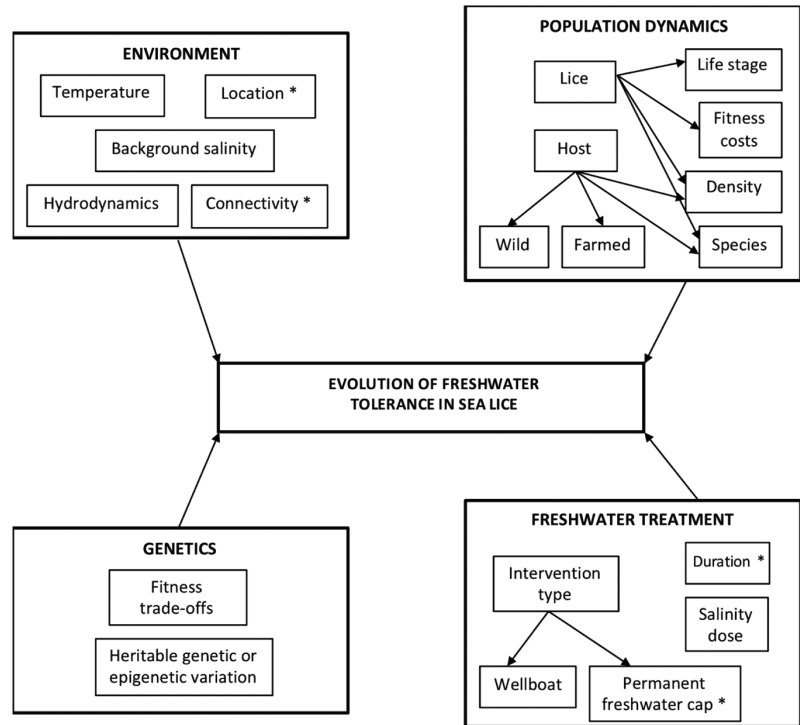 ENVIRONMENT
Temperature
Location *
Background salinity
Hydrodynamics
Connectivity *
POPULATION DYNAMICS
Lice
Life stage
Fitness
costs
Host
Density
Wild
Farmed
Species
EVOLUTION OF FRESHWATER
TOLERANCE IN SEA LICE
GENETICS
Fitness
trade-offs
Heritable genetic or
epigenetic variation
FRESHWATER TREATMENT
Intervention
type
Duration *
Salinity
dose
Wellboat
Permanent
freshwater cap *